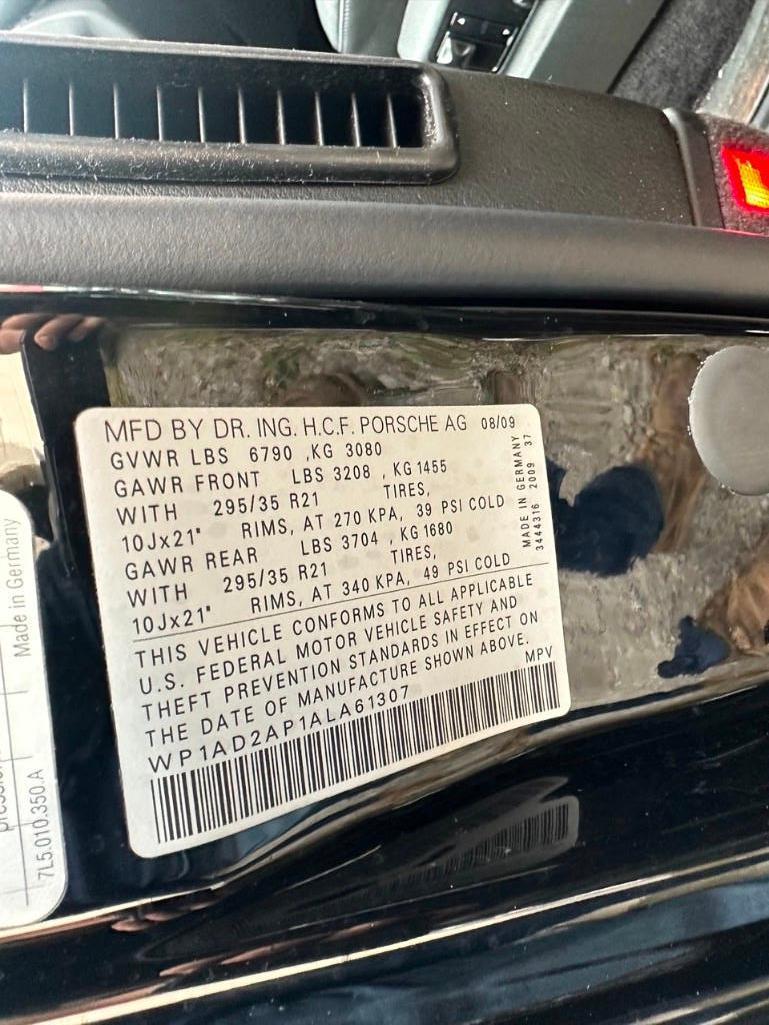 MFD BY DR. ING. H.C.F. PORSCHE AG 08/09
GVWR LBS 6790 ,KG 3080
GAWR FRONT LBS 3208 , KG 1455
WITH 295/35 R21 TIRES,
10Jx21" RIMS, AT 270 KPA, 39 PSI COLD
GAWR REAR LBS 3704 , KG 1680
WITH 295/35 R21 TIRES,
10Jx21" RIMS, AT 340 KPA, 49 PSI COLD
MADE IN GERMANY
3444316 2009 37
THIS VEHICLE CONFORMS TO ALL APPLICABLE
U.S. FEDERAL MOTOR VEHICLE SAFETY AND
THEFT PREVENTION STANDARDS IN EFFECT ON
THE DATE OF MANUFACTURE SHOWN ABOVE.
WP1AD2AP1ALA61307 MPV
Made in Germany
7L5.010.350.A